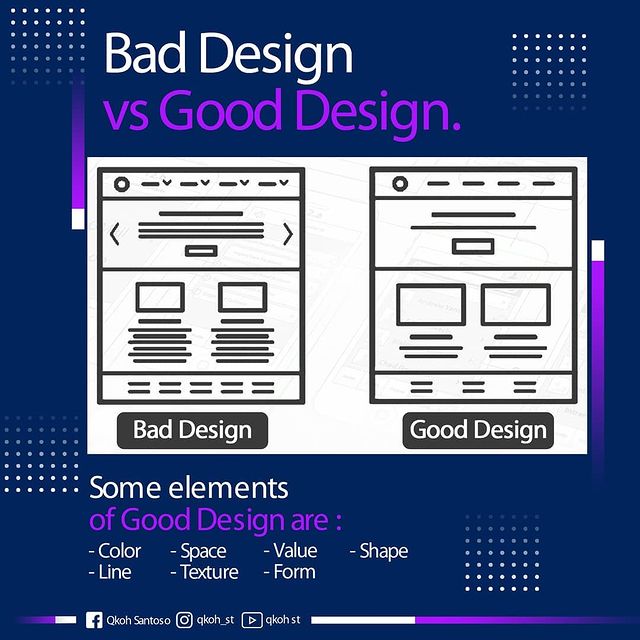 Bad Design
vs Good Design.
Bad Design
Good Design
Some elements
of Good Design are :
- Color - Space - Value - Shape
- Line - Texture - Form
Qkoh Santoso qkoh_st qkoh st